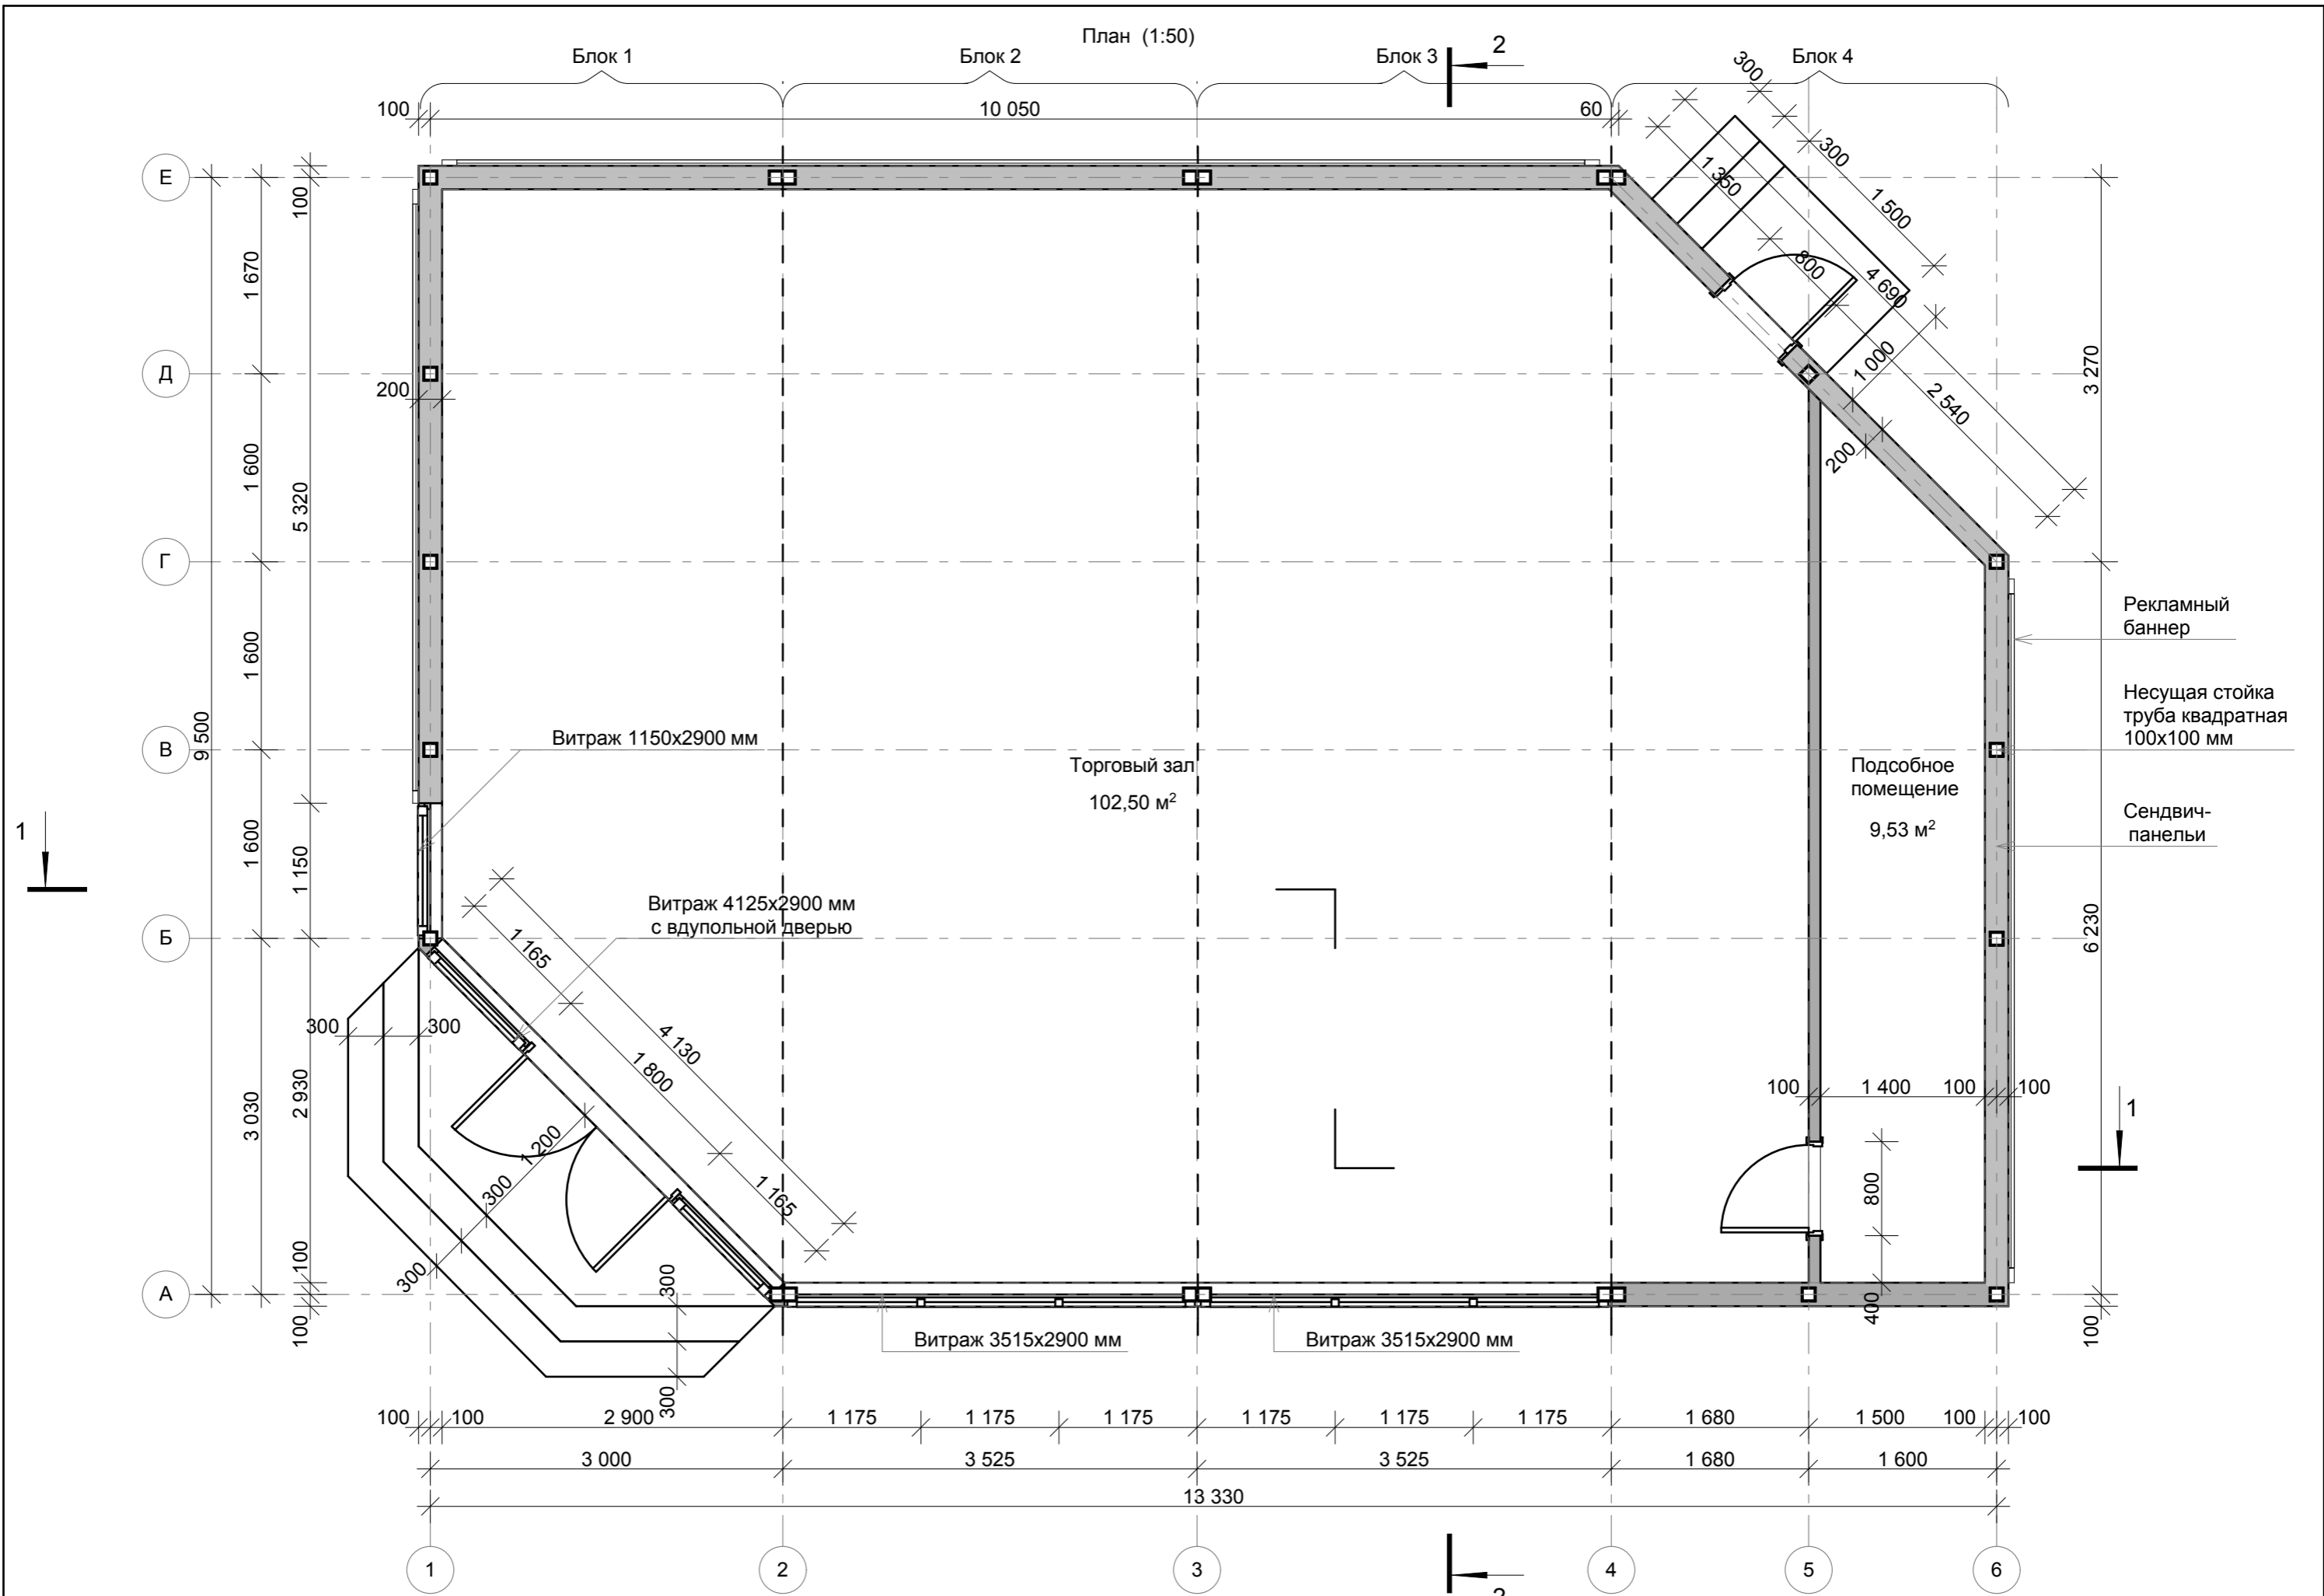 План (1:50)
Блок 1
Блок 2
Блок 3
Блок 4
2
100
10 050
60
300
300
1 350
1 500
800
4 690
1 000
2 540
200
Е
Д
Г
В
Б
А
100
1 670
1 600
5 320
1 600
9 500
1 600
1 150
3 030
2 930
100
100
200
3 270
6 230
100
Рекламный
баннер
Несущая стойка
труба квадратная
100х100 мм
Сендвич-
панельи
Витраж 1150х2900 мм
Торговый зал
102,50 м²
Подсобное
помещение
9,53 м²
1
1
Витраж 4125х2900 мм
с вдупольной дверью
1 165
4 130
1 800
1 165
300
300
1 200
300
300
300
300
100
1 400
100
100
800
400
Витраж 3515х2900 мм
Витраж 3515х2900 мм
100
100
2 900
1 175
1 175
1 175
1 175
1 175
1 175
1 680
1 500
100
100
3 000
3 525
3 525
1 680
1 600
13 330
1
2
3
4
5
6
2